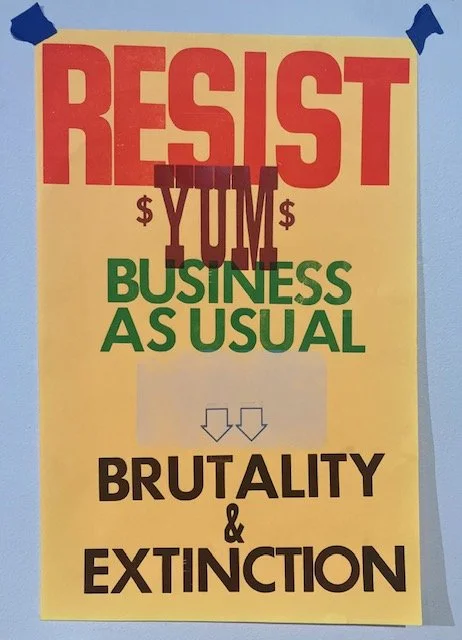 RESIST
$YUM$
BUSINESS
AS USUAL
BRUTALITY
&
EXTINCTION